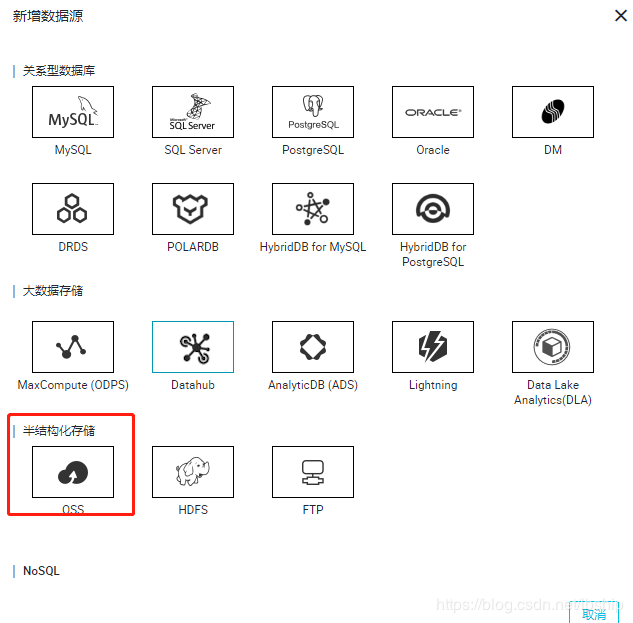 新增数据源
关系型数据库
MySQL
Microsoft
SQL Server
PostgreSQL
ORACLE
MySQL
SQL Server
PostgreSQL
Oracle
DM
DRDS
POLARDB
HybridDB for MySQL
HybridDB for
PostgreSQL
大数据存储
MaxCompute (ODPS)
Datahub
AnalyticDB (ADS)
Lightning
Data Lake
Analytics(DLA)
半结构化存储
OSS
HDFS
FTP
NoSQL
https://blog.csdn.net/
取消